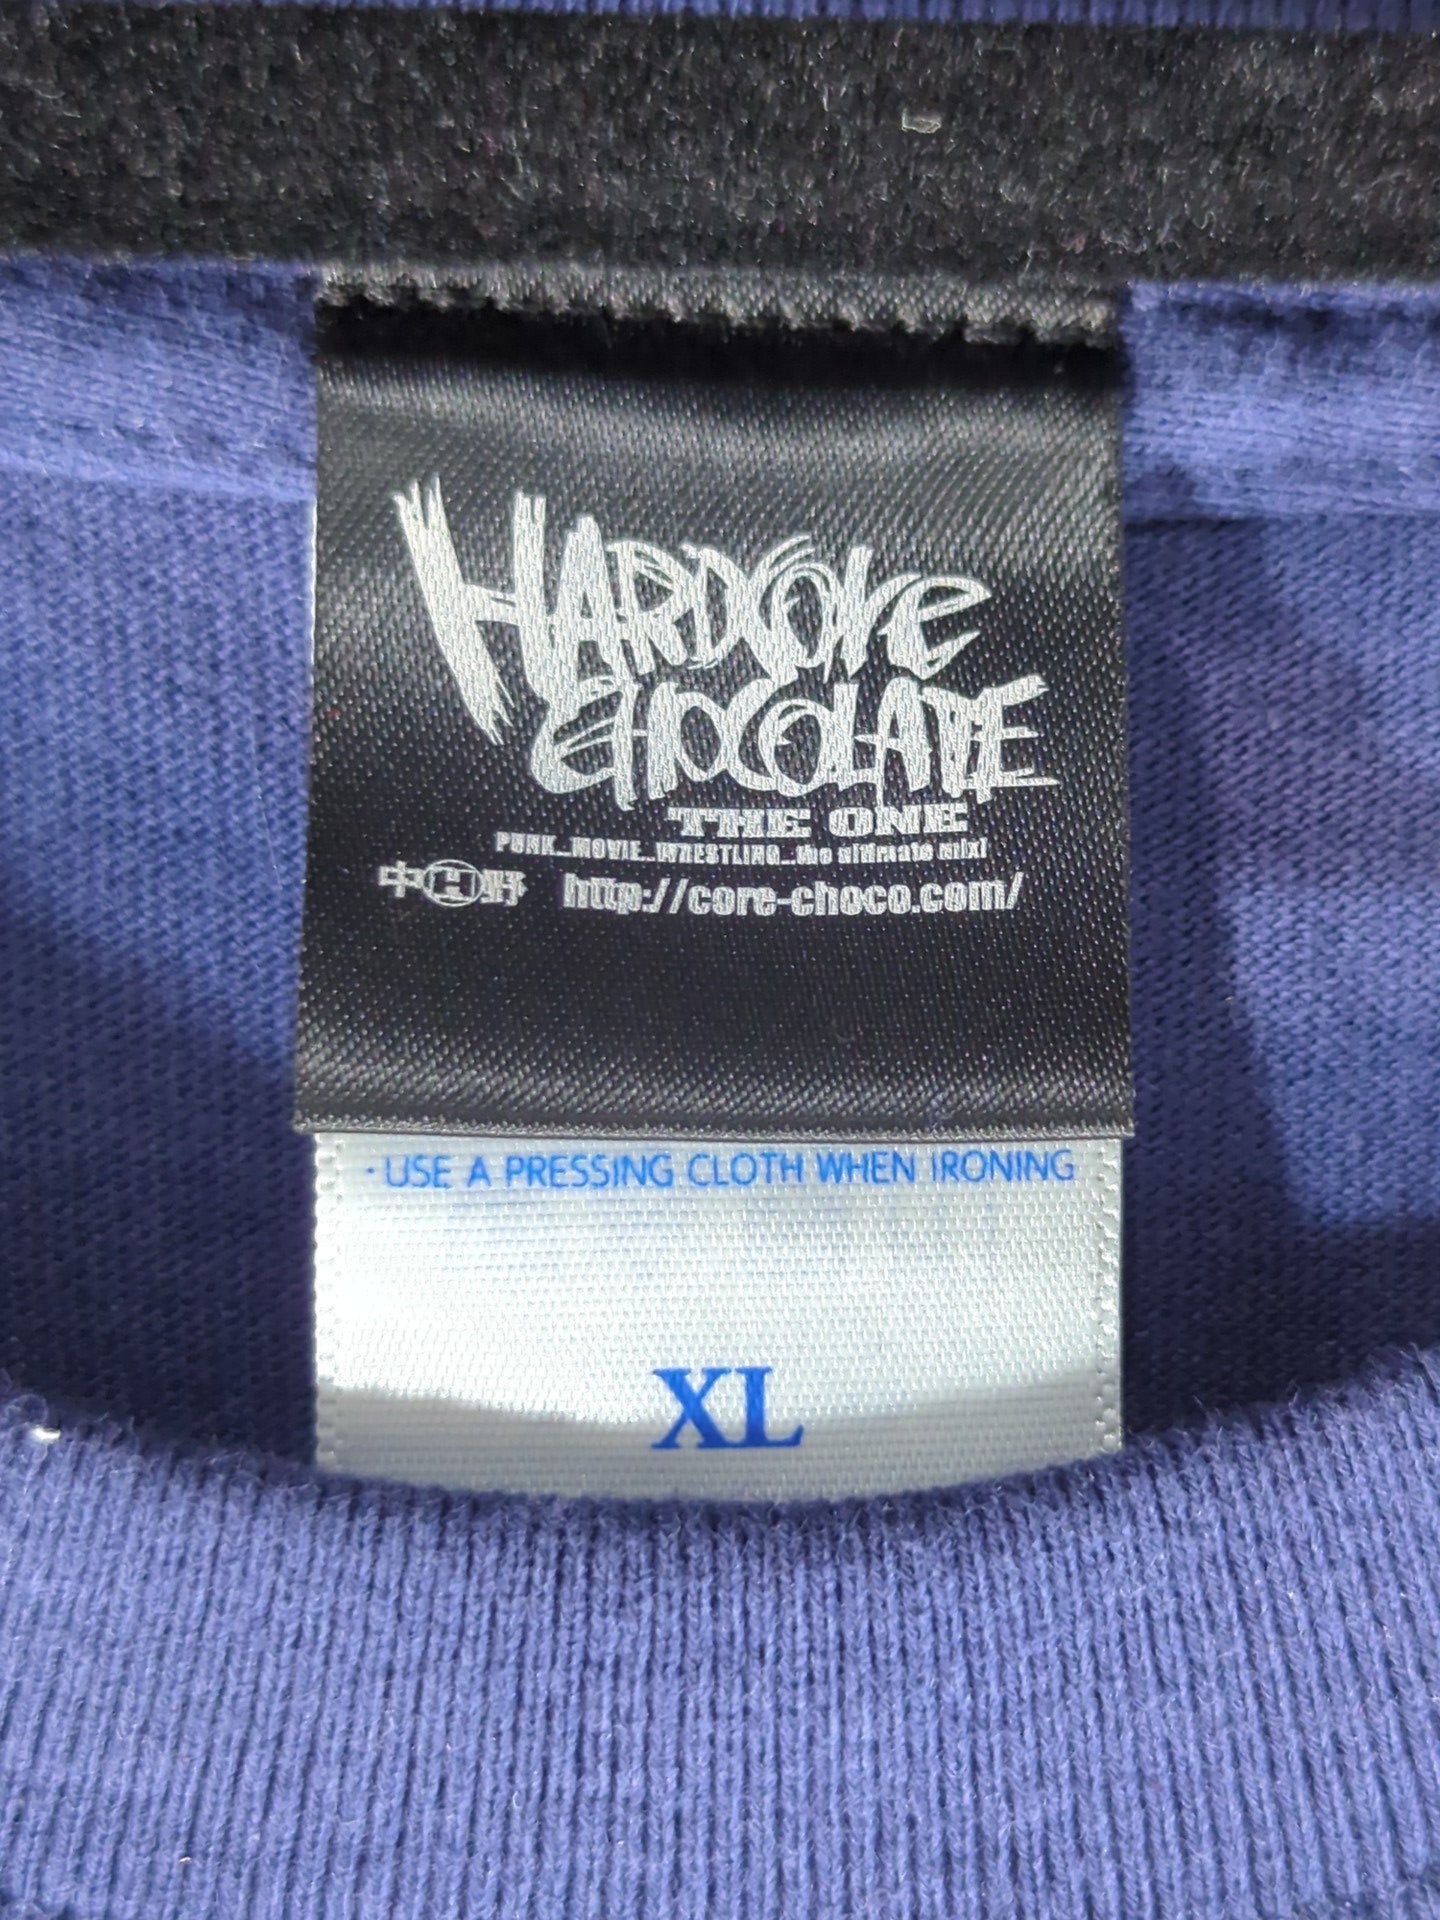 HARDCORE
CHOCOLATE
THE ONE
PUNK...MOVIE...WRESTLING...the ultimate mix!
中H野 http://core-choco.com/
・USE A PRESSING CLOTH WHEN IRONING
XL